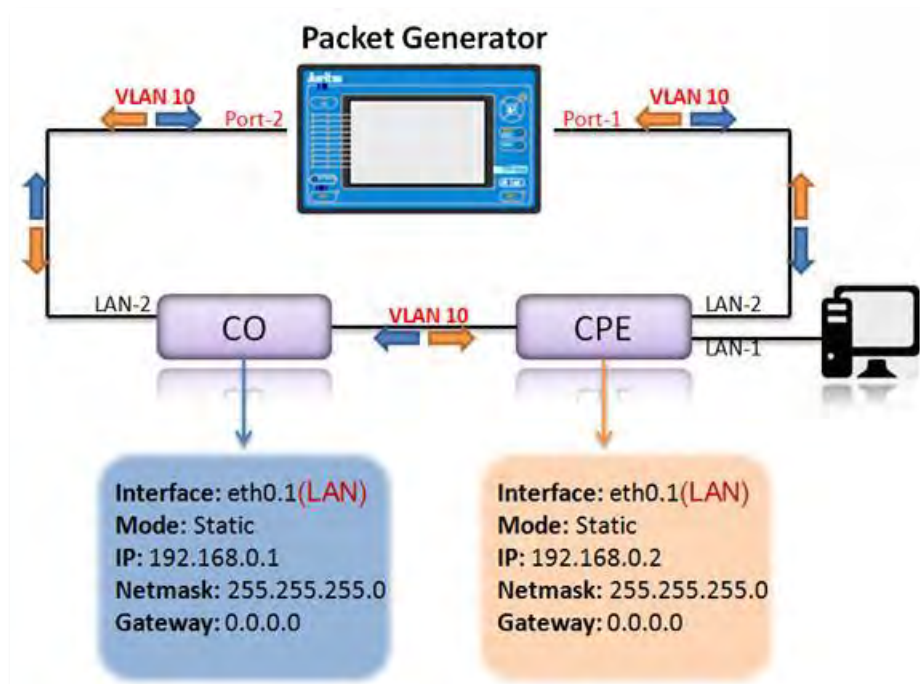 Packet Generator
Anritsu
VLAN 10
Port-2
Port-1
VLAN 10
LAN-2
CO
VLAN 10
CPE
LAN-2
LAN-1
Interface: eth0.1(LAN)
Mode: Static
IP: 192.168.0.1
Netmask: 255.255.255.0
Gateway: 0.0.0.0
Interface: eth0.1(LAN)
Mode: Static
IP: 192.168.0.2
Netmask: 255.255.255.0
Gateway: 0.0.0.0